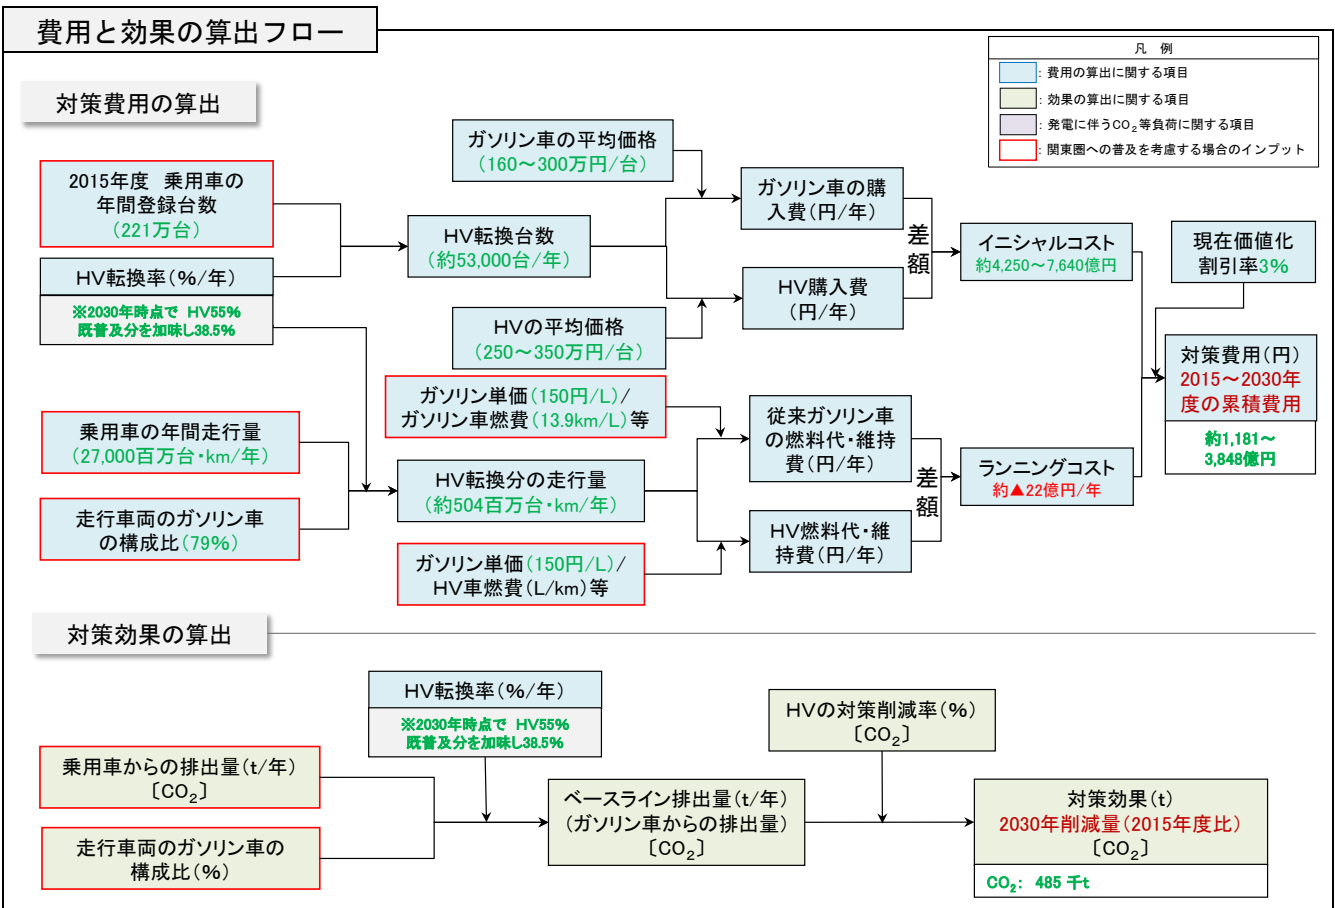 費用と効果の算出フロー
凡 例
: 費用の算出に関する項目
: 効果の算出に関する項目
: 発電に伴うCO₂等負荷に関する項目
: 関東圏への普及を考慮する場合のインプット
対策費用の算出
2015年度 乗用車の
年間登録台数
(221万台)
HV転換率(%/年)
※2030年時点で HV55%
既普及分を加味し38.5%
ガソリン車の平均価格
(160～300万円/台)
HV転換台数
(約53,000台/年)
HVの平均価格
(250～350万円/台)
ガソリン車の購
入費(円/年)
HV購入費
(円/年)
差
額
イニシャルコスト
約4,250～7,640億円
現在価値化
割引率3%
対策費用(円)
2015～2030年
度の累積費用
約1,181～
3,848億円
乗用車の年間走行量
(27,000百万台・km/年)
走行車両のガソリン車
の構成比(79%)
ガソリン単価(150円/L)/
ガソリン車燃費(13.9km/L)等
HV転換分の走行量
(約504百万台・km/年)
ガソリン単価(150円/L)/
HV車燃費(L/km)等
従来ガソリン車
の燃料代・維持
費(円/年)
HV燃料代・維
持費(円/年)
差
額
ランニングコスト
約▲22億円/年
対策効果の算出
HV転換率(%/年)
※2030年時点で HV55%
既普及分を加味し38.5%
HVの対策削減率(%)
〔CO₂〕
乗用車からの排出量(t/年)
〔CO₂〕
走行車両のガソリン車の
構成比(%)
ベースライン排出量(t/年)
(ガソリン車からの排出量)
〔CO₂〕
対策効果(t)
2030年削減量(2015年度比)
〔CO₂〕
CO₂: 485 千t